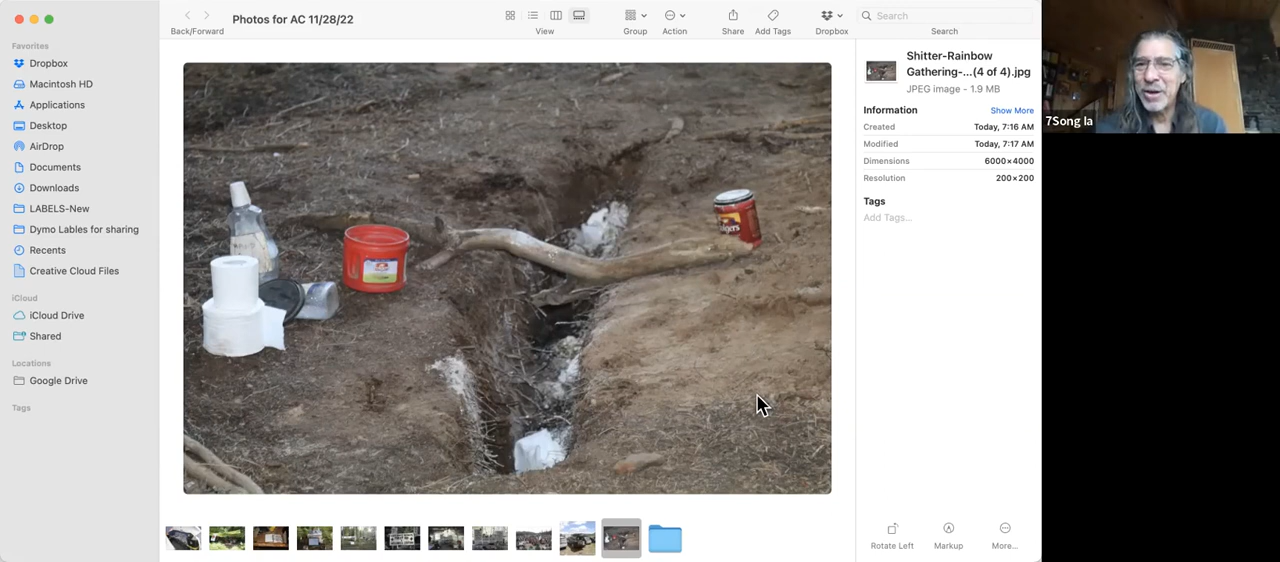 Photos for AC 11/28/22
Back/Forward
View
Group
Action
Share
Add Tags
Dropbox
Search
Search
Favorites
Dropbox
Macintosh HD
Applications
Desktop
AirDrop
Documents
Downloads
LABELS-New
Dymo Lables for sharing
Recents
Creative Cloud Files
iCloud
iCloud Drive
Shared
Locations
Google Drive
Tags
Shitter-Rainbow
Gathering-...(4 of 4).jpg
JPEG image - 1.9 MB
Information
Show More
Created
Today, 7:16 AM
Modified
Today, 7:17 AM
Dimensions
6000×4000
Resolution
200×200
Tags
Add Tags...
Rotate Left
Markup
More...
7Song la